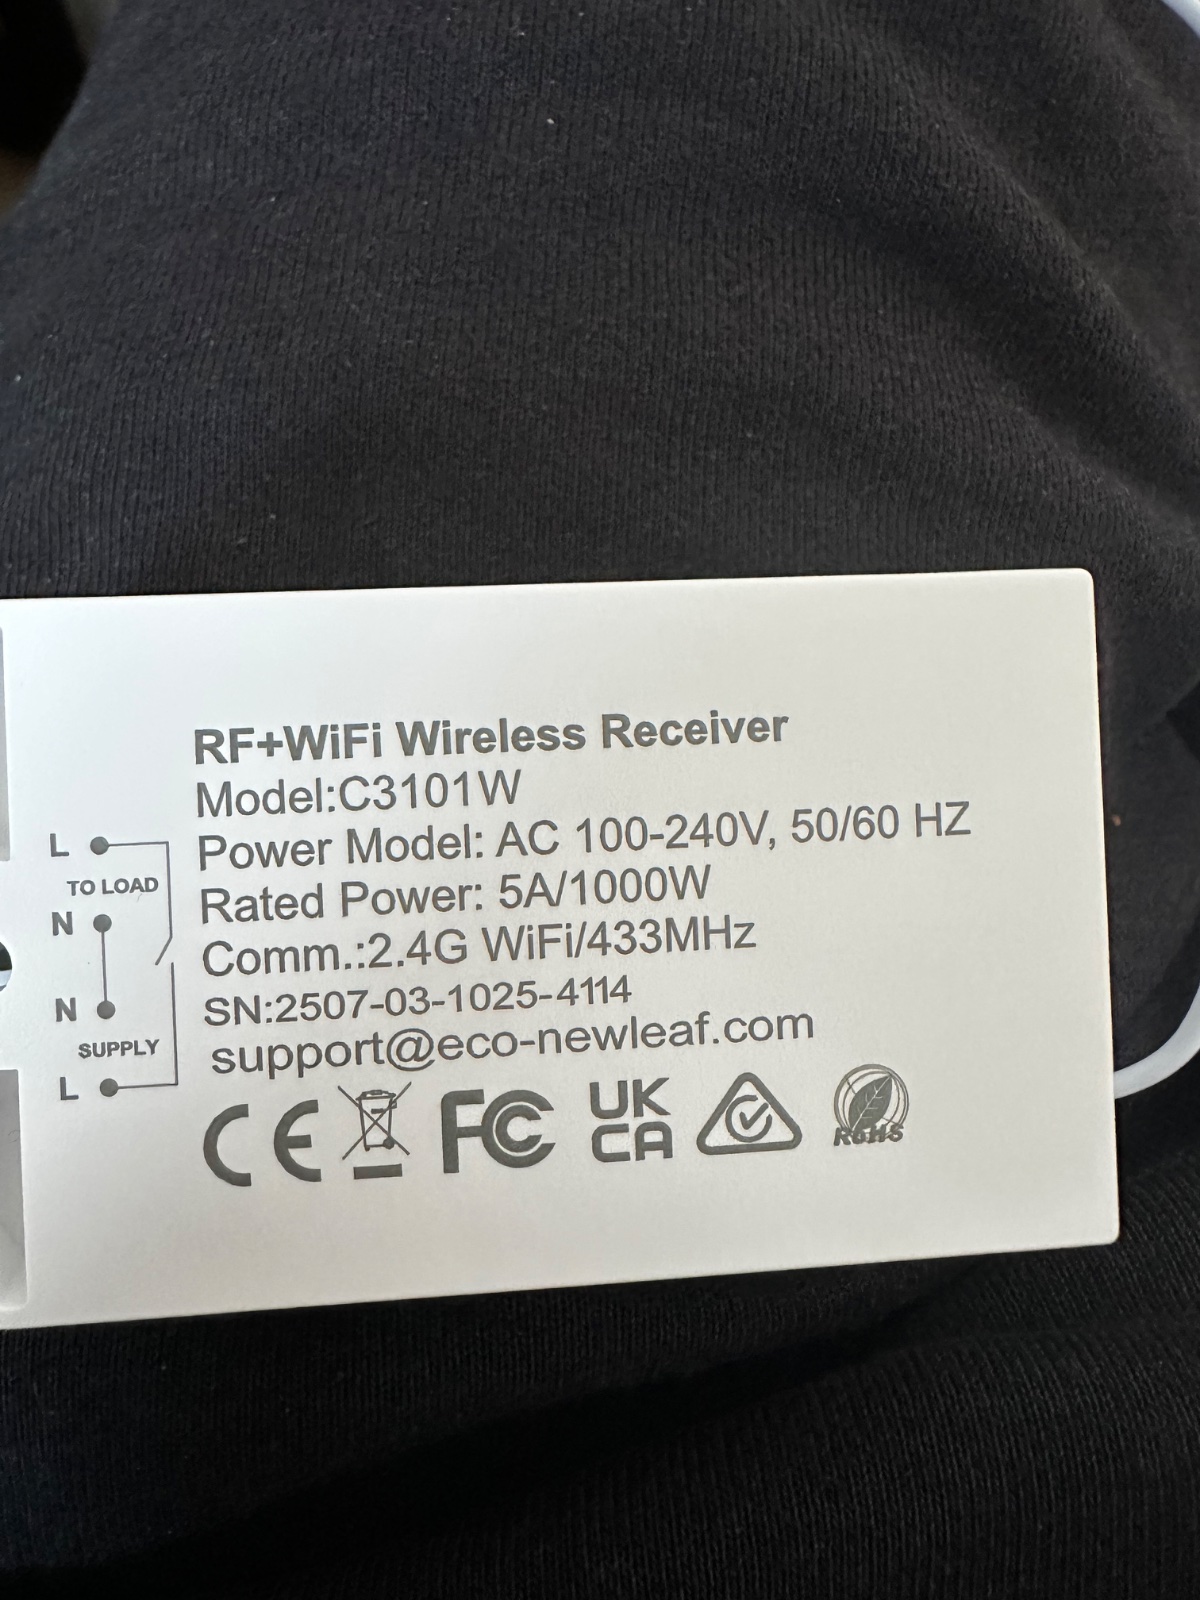 RF+WiFi Wireless Receiver
Model:C3101W
Power Model: AC 100-240V, 50/60 HZ
Rated Power: 5A/1000W
Comm.:2.4G WiFi/433MHz
SN:2507-03-1025-4114
support@eco-newleaf.com
L
TO LOAD
N
N
SUPPLY
L
CE
FC
UK
CA
RoHS